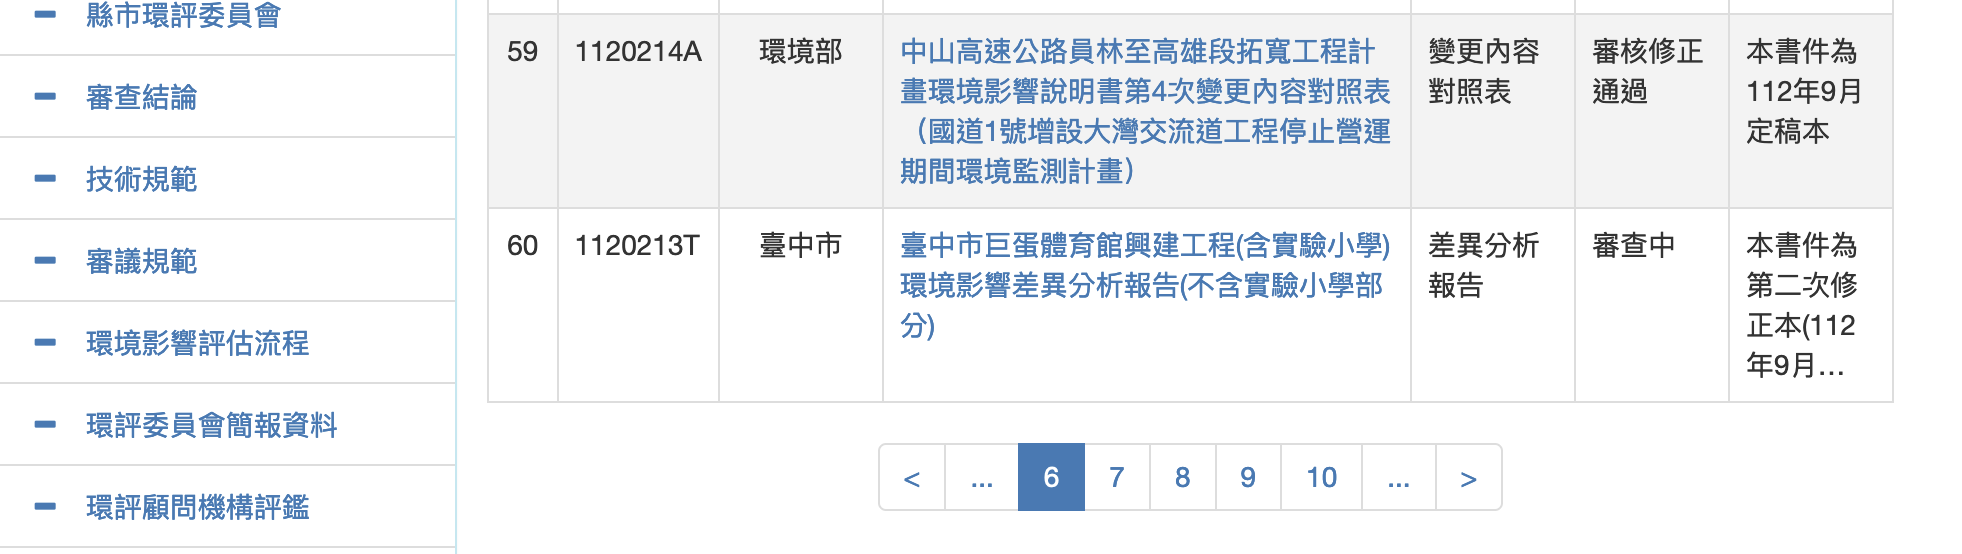 縣市環評委員會
審查結論
技術規範
審議規範
環境影響評估流程
環評委員會簡報資料
環評顧問機構評鑑
59
1120214A
環境部
中山高速公路員林至高雄段拓寬工程計
畫環境影響說明書第4次變更內容對照表
（國道1號增設大灣交流道工程停止營運
期間環境監測計畫）
變更內容
對照表
審核修正
通過
本書件為
112年9月
定稿本
60
1120213T
臺中市
臺中市巨蛋體育館興建工程(含實驗小學)
環境影響差異分析報告(不含實驗小學部
分)
差異分析
報告
審查中
本書件為
第二次修
正本(112
年9月...
< ... 6 7 8 9 10 ... >